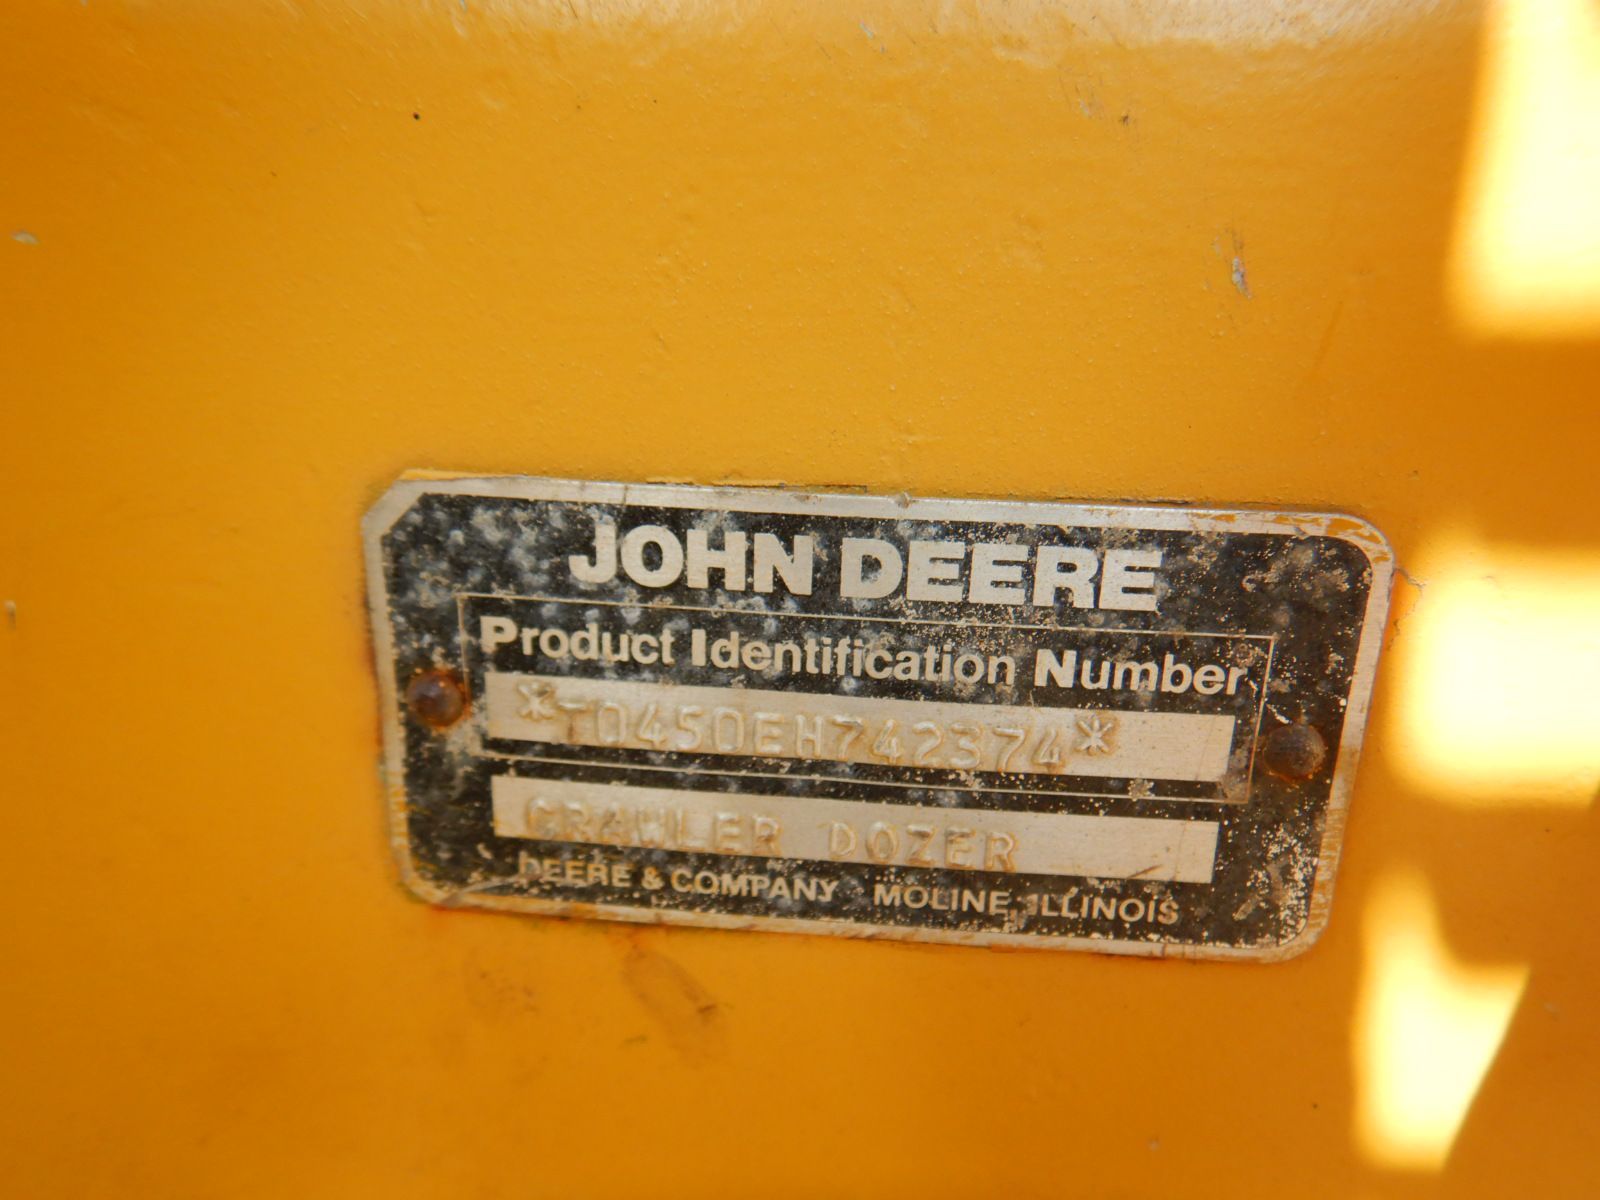 JOHN DEERE
Product Identification Number
*T0450EH742374*
CRAWLER DOZER
DEERE & COMPANY MOLINE, ILLINOIS